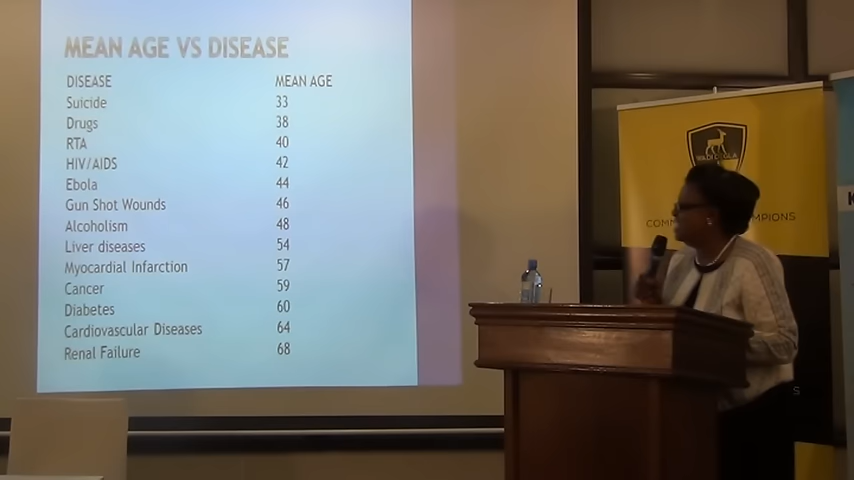 MEAN AGE VS DISEASE
DISEASE MEAN AGE
Suicide 33
Drugs 38
RTA 40
HIV/AIDS 42
Ebola 44
Gun Shot Wounds 46
Alcoholism 48
Liver diseases 54
Myocardial Infarction 57
Cancer 59
Diabetes 60
Cardiovascular Diseases 64
Renal Failure 68